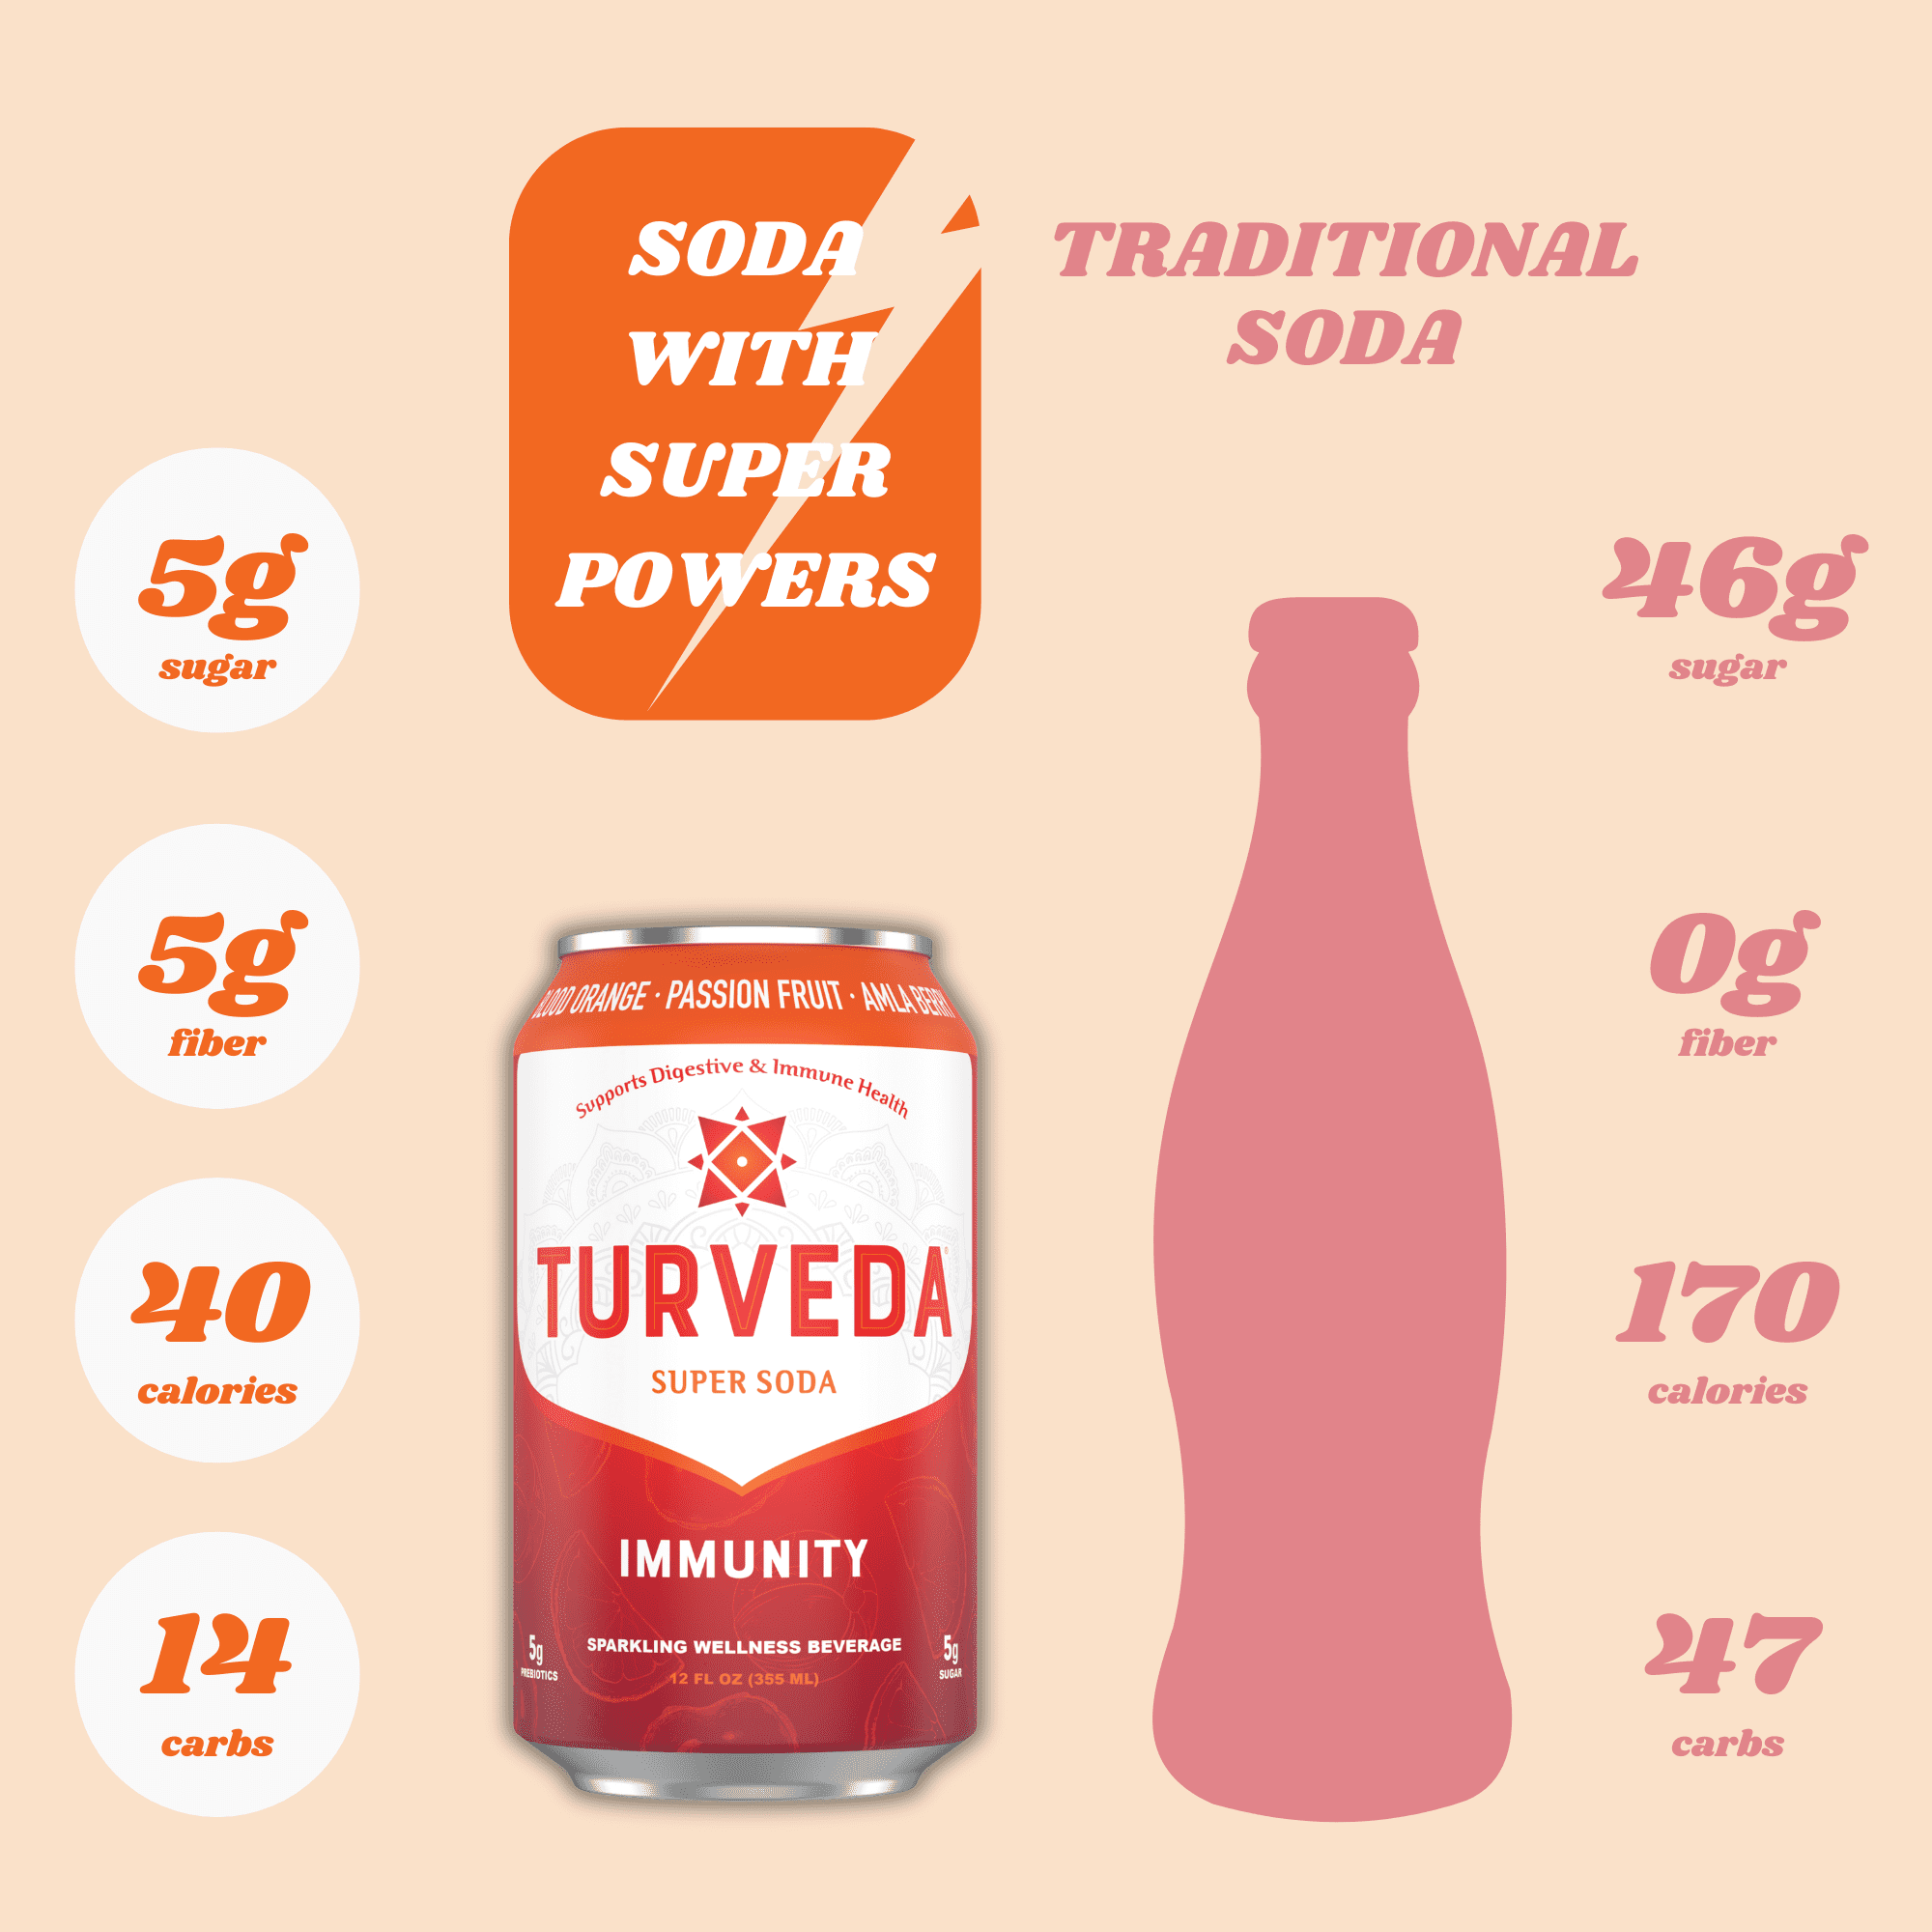 SODA
WITH
SUPER
POWERS
TRADITIONAL
SODA
5g
sugar
5g
fiber
40
calories
14
carbs
BLOOD ORANGE · PASSION FRUIT · AMLA BERRY
Supports Digestive & Immune Health
TURVEDA
SUPER SODA
IMMUNITY
5g
PREBIOTICS
SPARKLING WELLNESS BEVERAGE
12 FL OZ (355 ML)
5g
SUGAR
46g
sugar
0g
fiber
170
calories
47
carbs